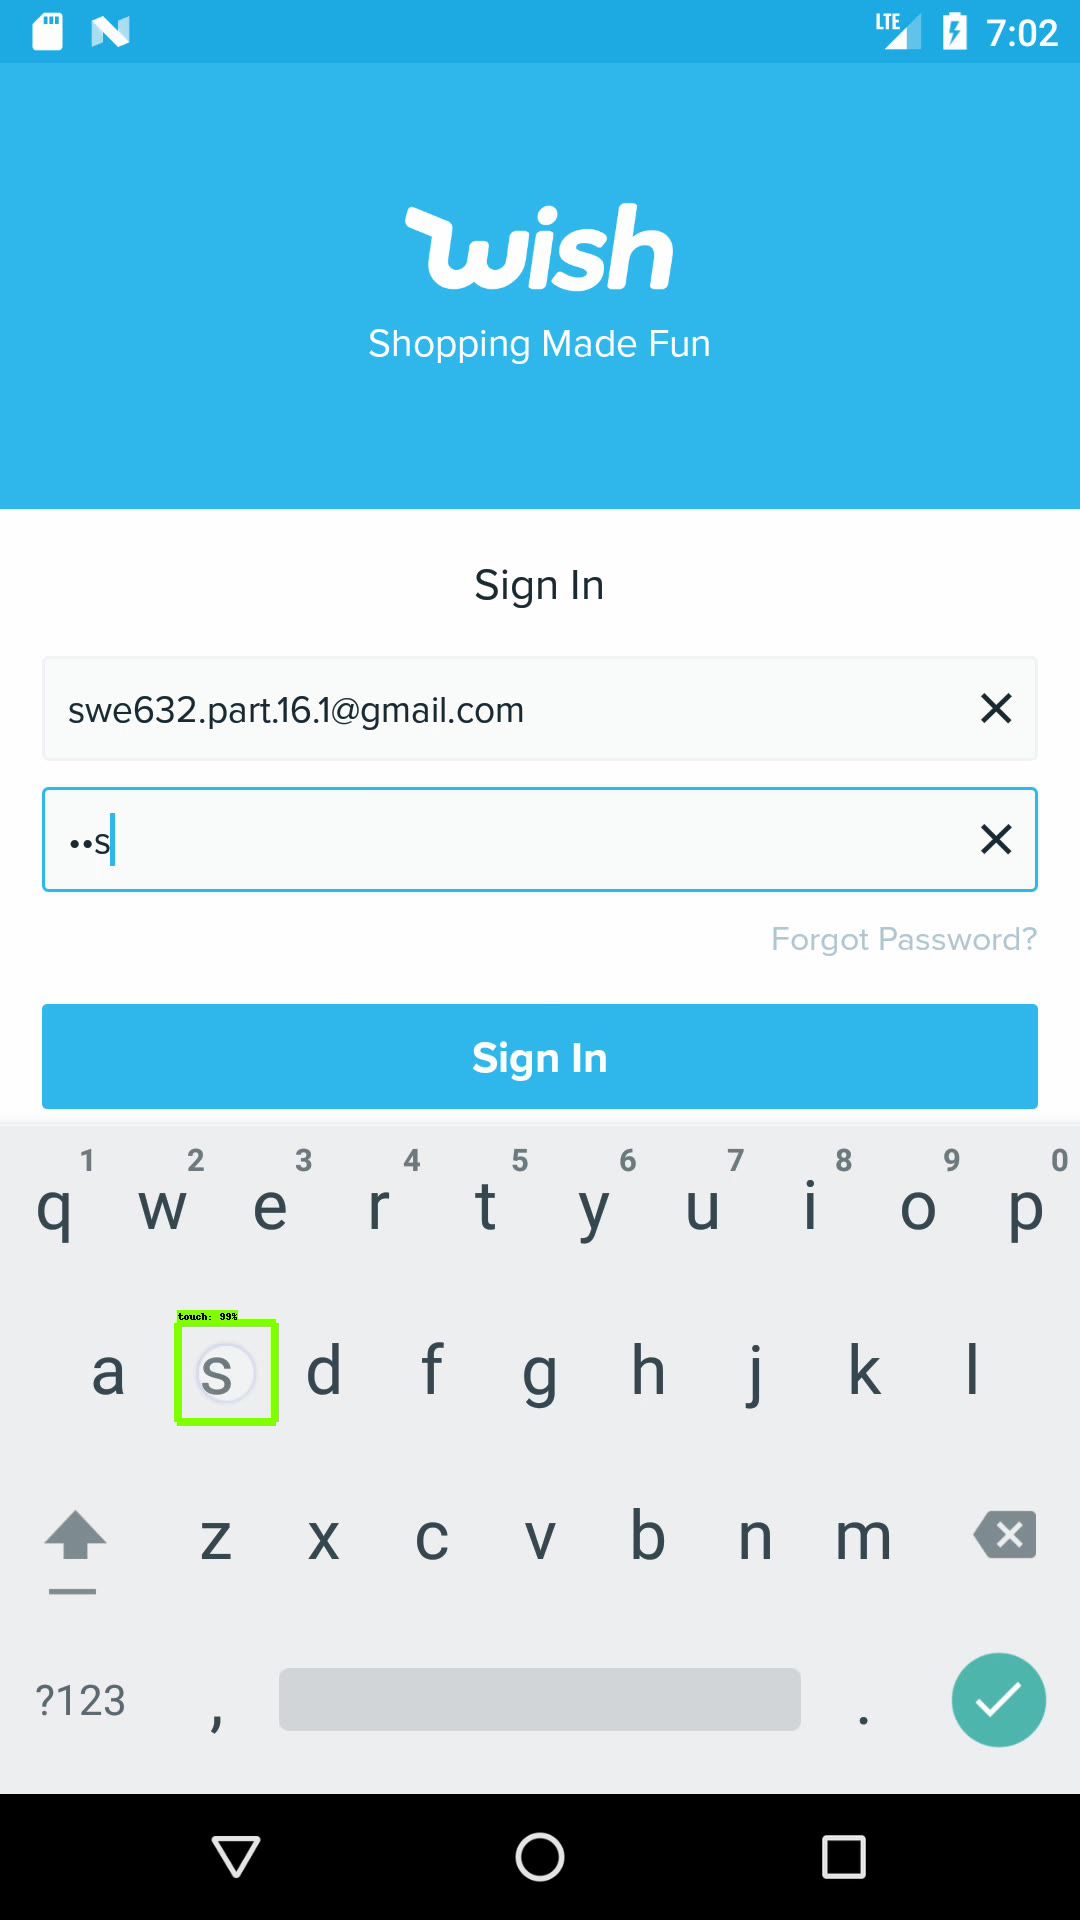 LTE 7:02
wish
Shopping Made Fun
Sign In
swe632.part.16.1@gmail.com
••s
Forgot Password?
Sign In
1 2 3 4 5 6 7 8 9 0
q w e r t y u i o p
touch: 99%
a s d f g h j k l
z x c v b n m
?123 , .